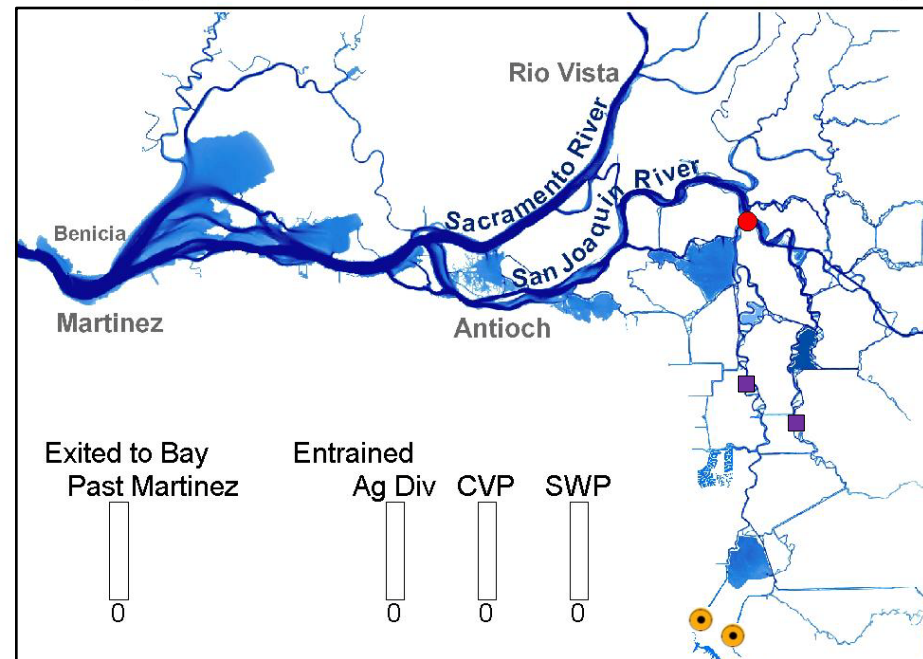 Rio Vista
Sacramento River
San Joaquin River
Benicia
Martinez
Antioch
Exited to Bay
Past Martinez
Entrained
Ag Div CVP SWP
0 0 0 0